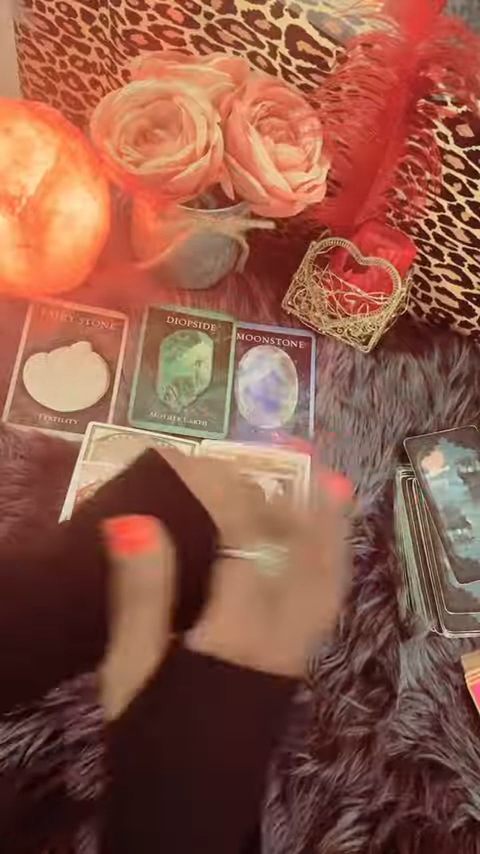 FAIRY STONE
DIOPSIDE
MOONSTONE
FERTILITY
MOTHER EARTH